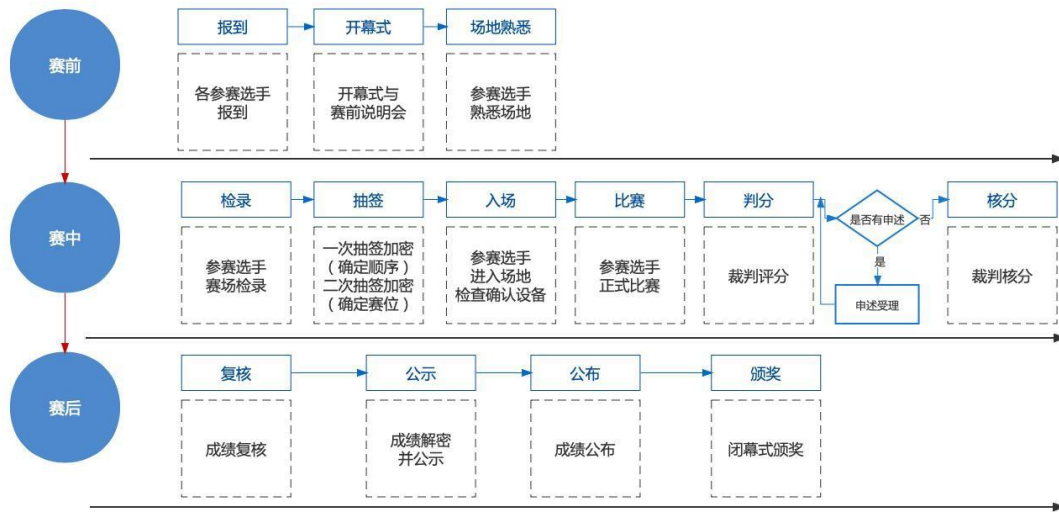 赛前
报到
开幕式
场地熟悉
各参赛选手
报到
开幕式与
赛前说明会
参赛选手
熟悉场地
赛中
检录
抽签
入场
比赛
判分
是否有申述
否
核分
参赛选手
赛场检录
一次抽签加密
（确定顺序）
二次抽签加密
（确定赛位）
参赛选手
进入场地
检查确认设备
参赛选手
正式比赛
裁判评分
是
申述受理
裁判核分
赛后
复核
公示
公布
颁奖
成绩复核
成绩解密
并公示
成绩公布
闭幕式颁奖